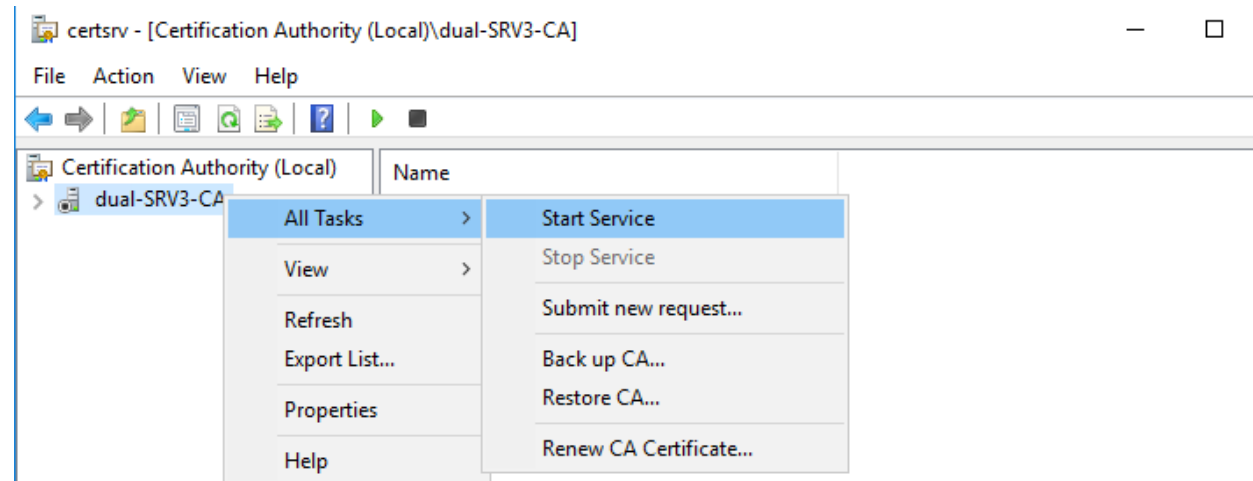 certsrv - [Certification Authority (Local)\dual-SRV3-CA]
File Action View Help
Certification Authority (Local)
Name
dual-SRV3-CA
All Tasks
View
Refresh
Export List...
Properties
Help
Start Service
Stop Service
Submit new request...
Back up CA...
Restore CA...
Renew CA Certificate...